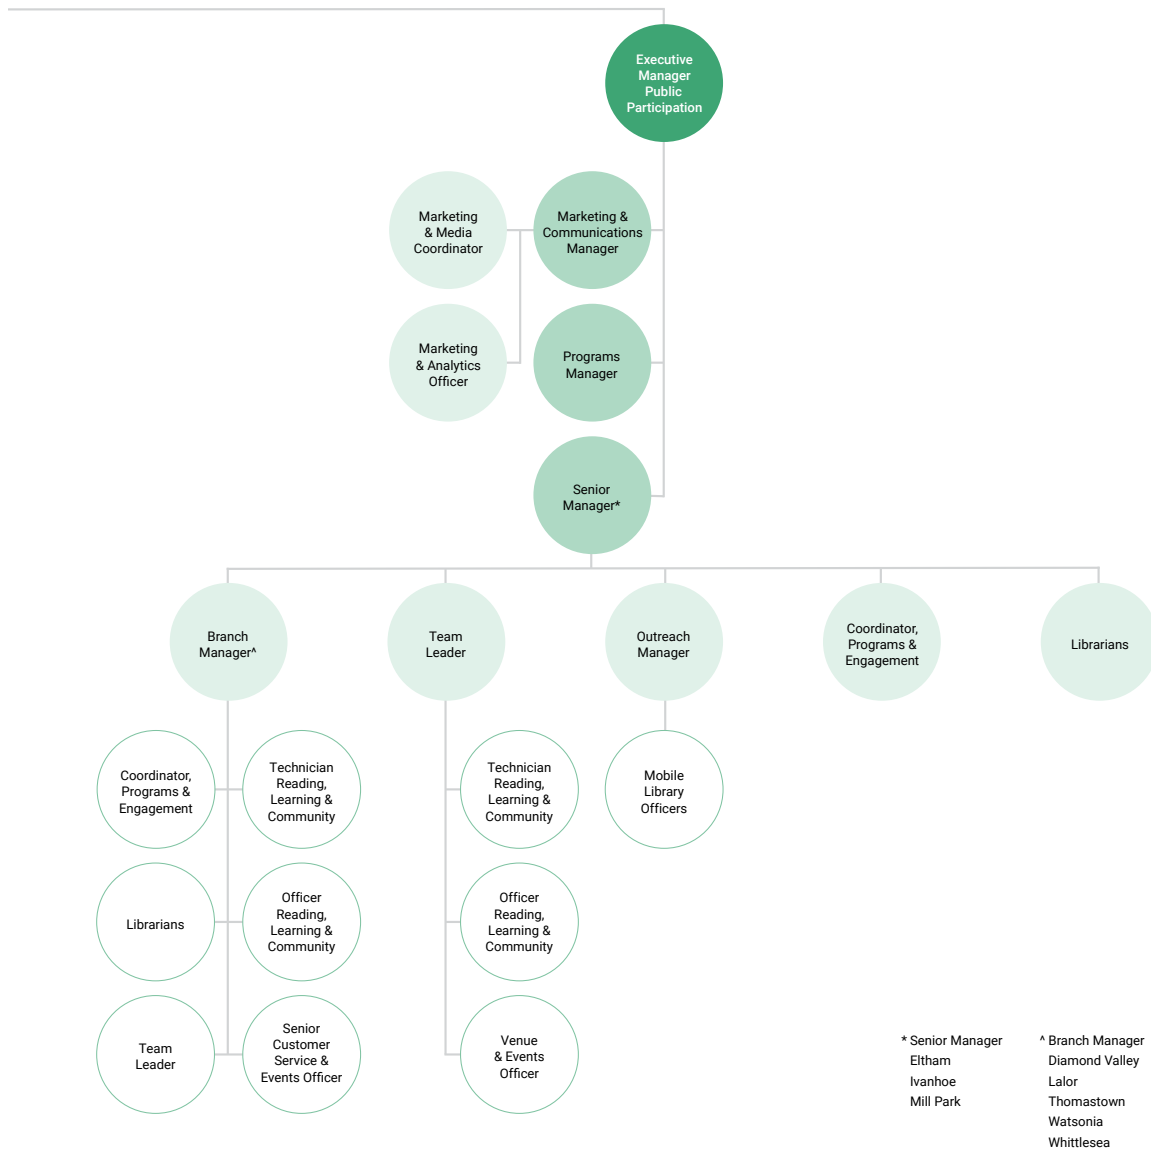 Executive
Manager
Public
Participation
Marketing
& Media
Coordinator
Marketing &
Communications
Manager
Marketing
& Analytics
Officer
Programs
Manager
Senior
Manager*
Branch
Manager^
Team
Leader
Outreach
Manager
Coordinator,
Programs &
Engagement
Librarians
Coordinator,
Programs &
Engagement
Technician
Reading,
Learning &
Community
Technician
Reading,
Learning &
Community
Mobile
Library
Officers
Librarians
Officer
Reading,
Learning &
Community
Officer
Reading,
Learning &
Community
Team
Leader
Senior
Customer
Service &
Events Officer
Venue
& Events
Officer
* Senior Manager
Eltham
Ivanhoe
Mill Park
^ Branch Manager
Diamond Valley
Lalor
Thomastown
Watsonia
Whittlesea